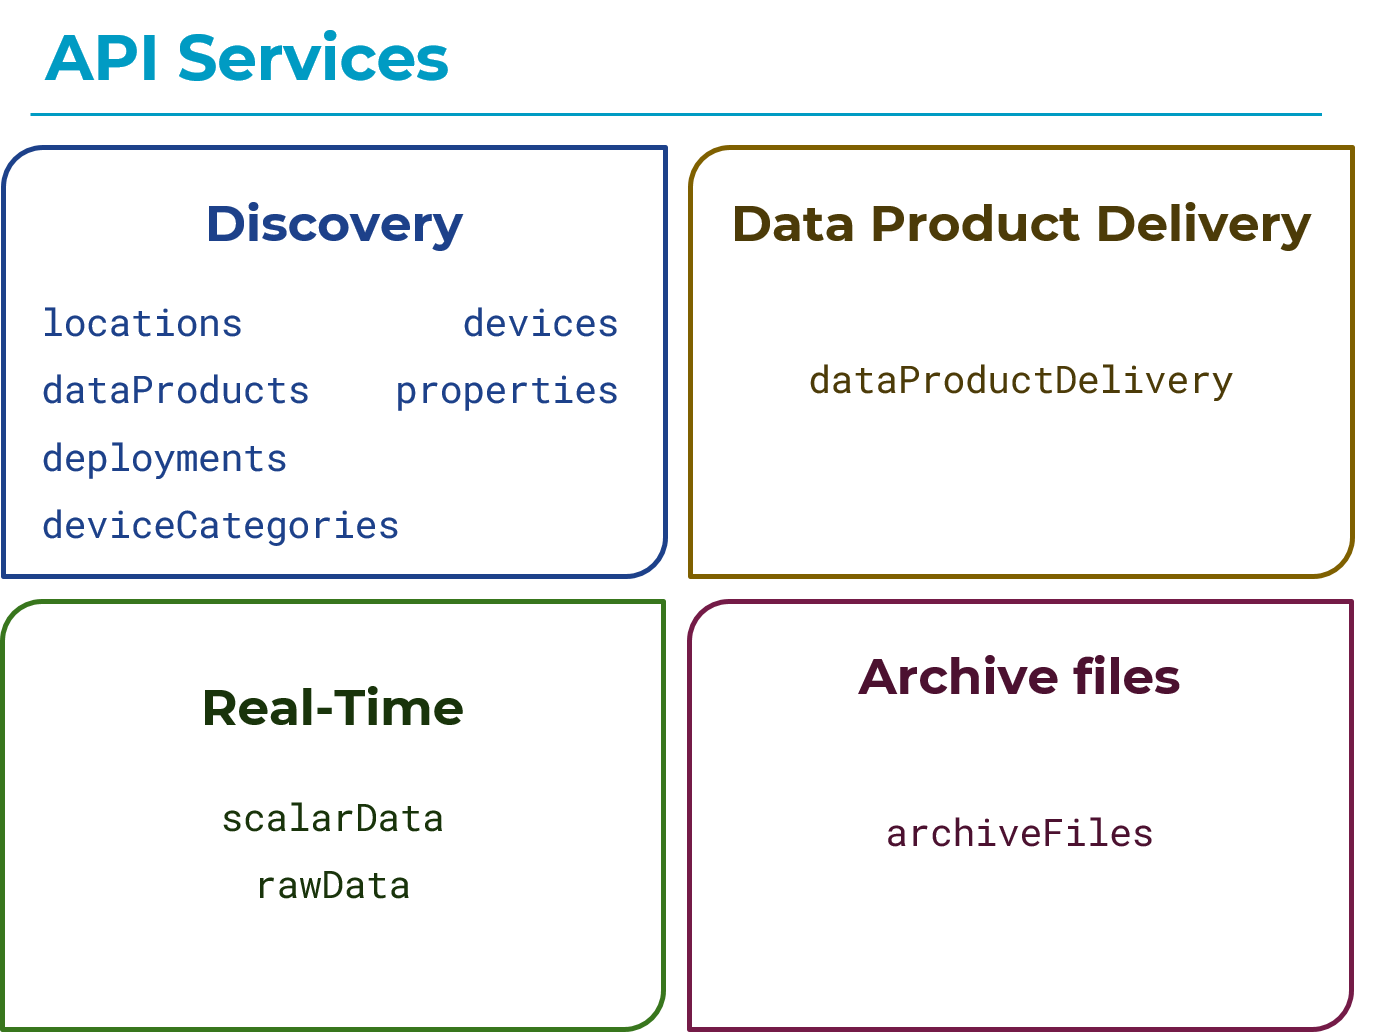 API Services
Discovery
locations devices
dataProducts properties
deployments
deviceCategories
Data Product Delivery
dataProductDelivery
Real-Time
scalarData
rawData
Archive files
archiveFiles